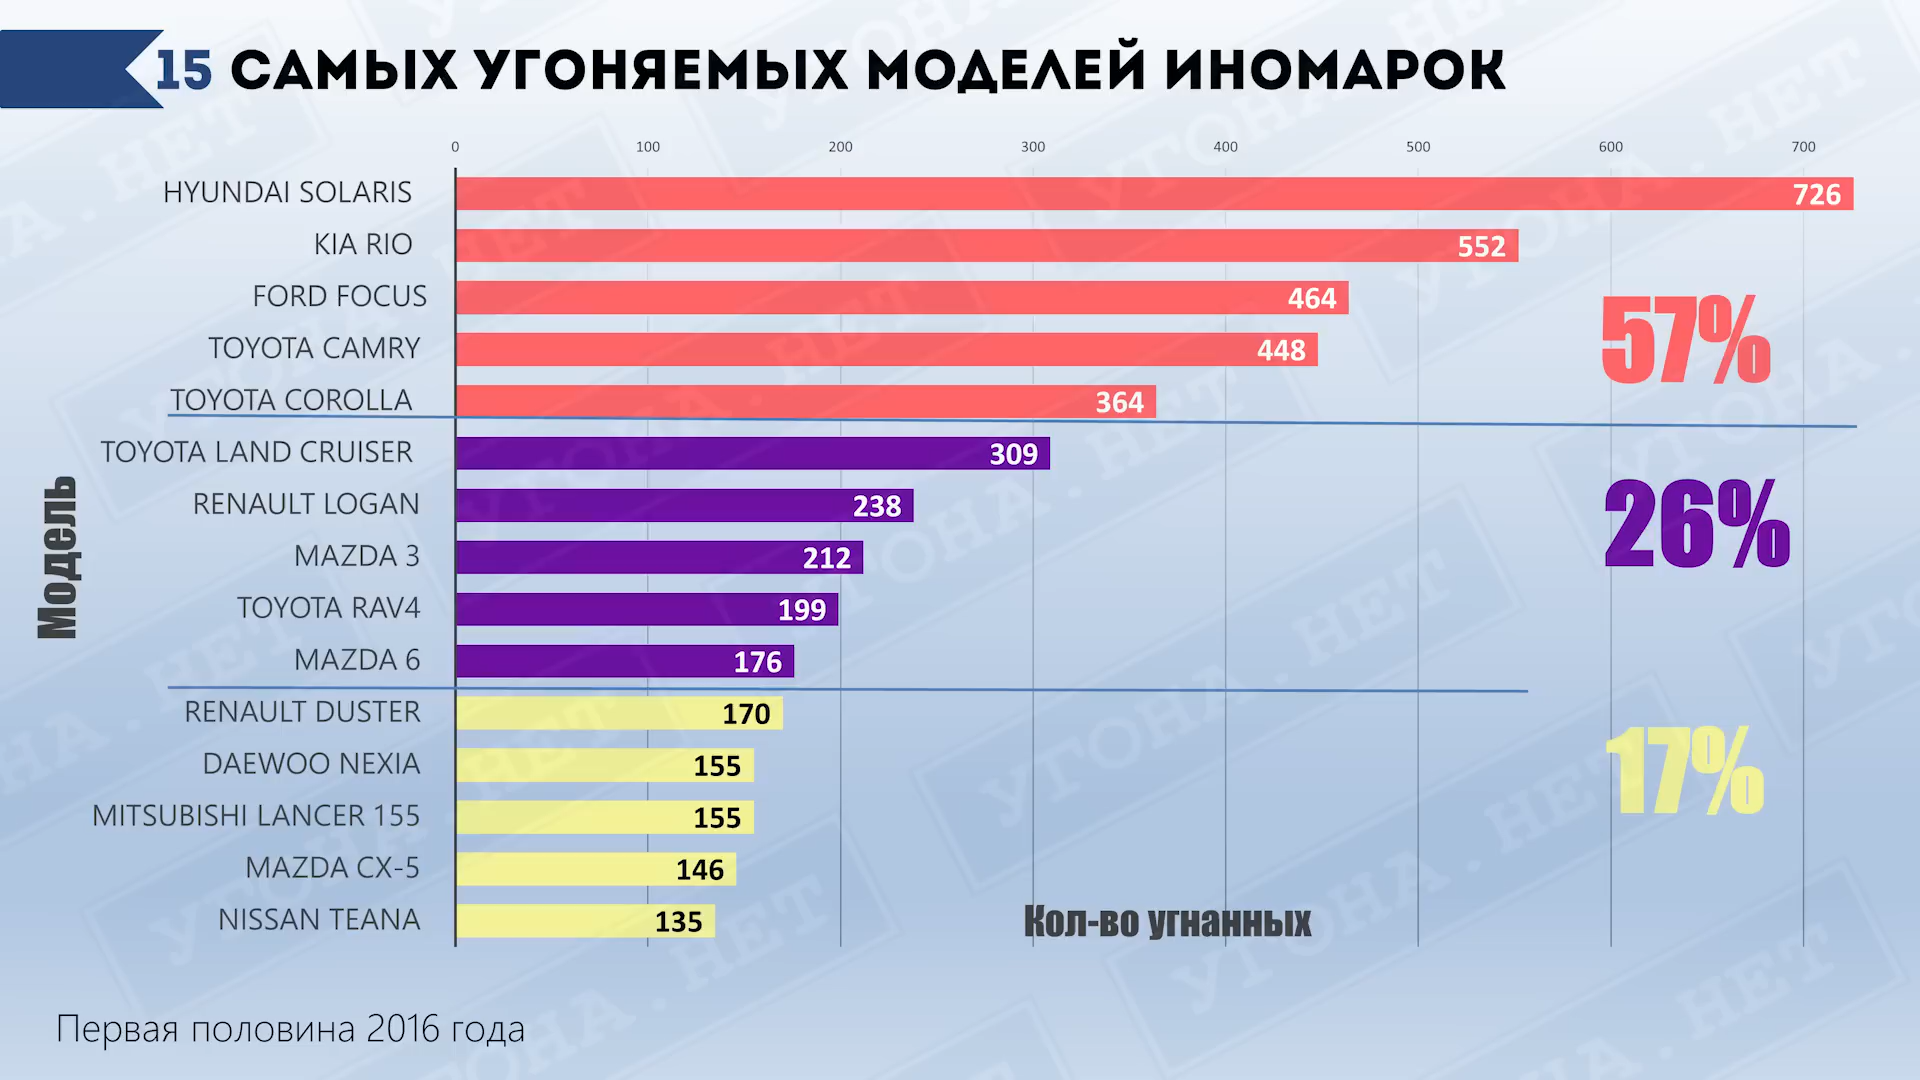 15 САМЫХ УГОНЯЕМЫХ МОДЕЛЕЙ ИНОМАРОК
0 100 200 300 400 500 600 700
HYUNDAI SOLARIS 726
KIA RIO 552
FORD FOCUS 464
TOYOTA CAMRY 448
TOYOTA COROLLA 364
57%
TOYOTA LAND CRUISER 309
RENAULT LOGAN 238
MAZDA 3 212
TOYOTA RAV4 199
MAZDA 6 176
26%
RENAULT DUSTER 170
DAEWOO NEXIA 155
MITSUBISHI LANCER 155 155
MAZDA CX-5 146
NISSAN TEANA 135
17%
Модель
Кол-во угнанных
Первая половина 2016 года
УГОНА.НЕТ